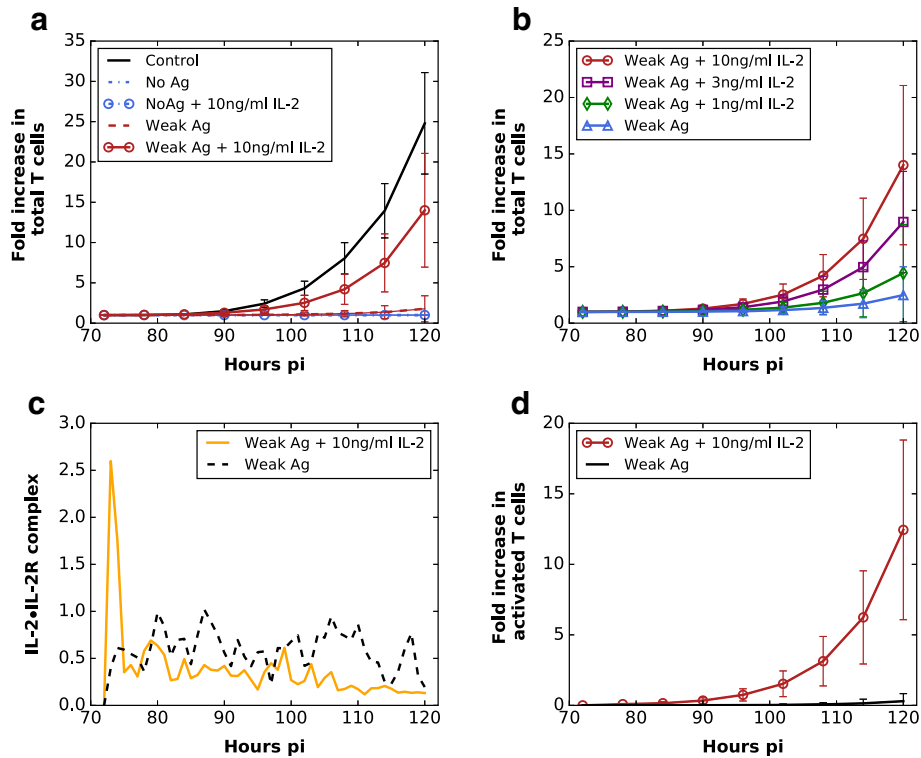 a
Fold increase in
total T cells
35
30
25
20
15
10
5
0
Control
No Ag
NoAg + 10ng/ml IL-2
Weak Ag
Weak Ag + 10ng/ml IL-2
70 80 90 100 110 120
Hours pi
b
Fold increase in
total T cells
25
20
15
10
5
0
Weak Ag + 10ng/ml IL-2
Weak Ag + 3ng/ml IL-2
Weak Ag + 1ng/ml IL-2
Weak Ag
70 80 90 100 110 120
Hours pi
c
IL-2•IL-2R complex
3.0
2.5
2.0
1.5
1.0
0.5
0.0
Weak Ag + 10ng/ml IL-2
Weak Ag
70 80 90 100 110 120
Hours pi
d
Fold increase in
activated T cells
20
15
10
5
0
Weak Ag + 10ng/ml IL-2
Weak Ag
70 80 90 100 110 120
Hours pi